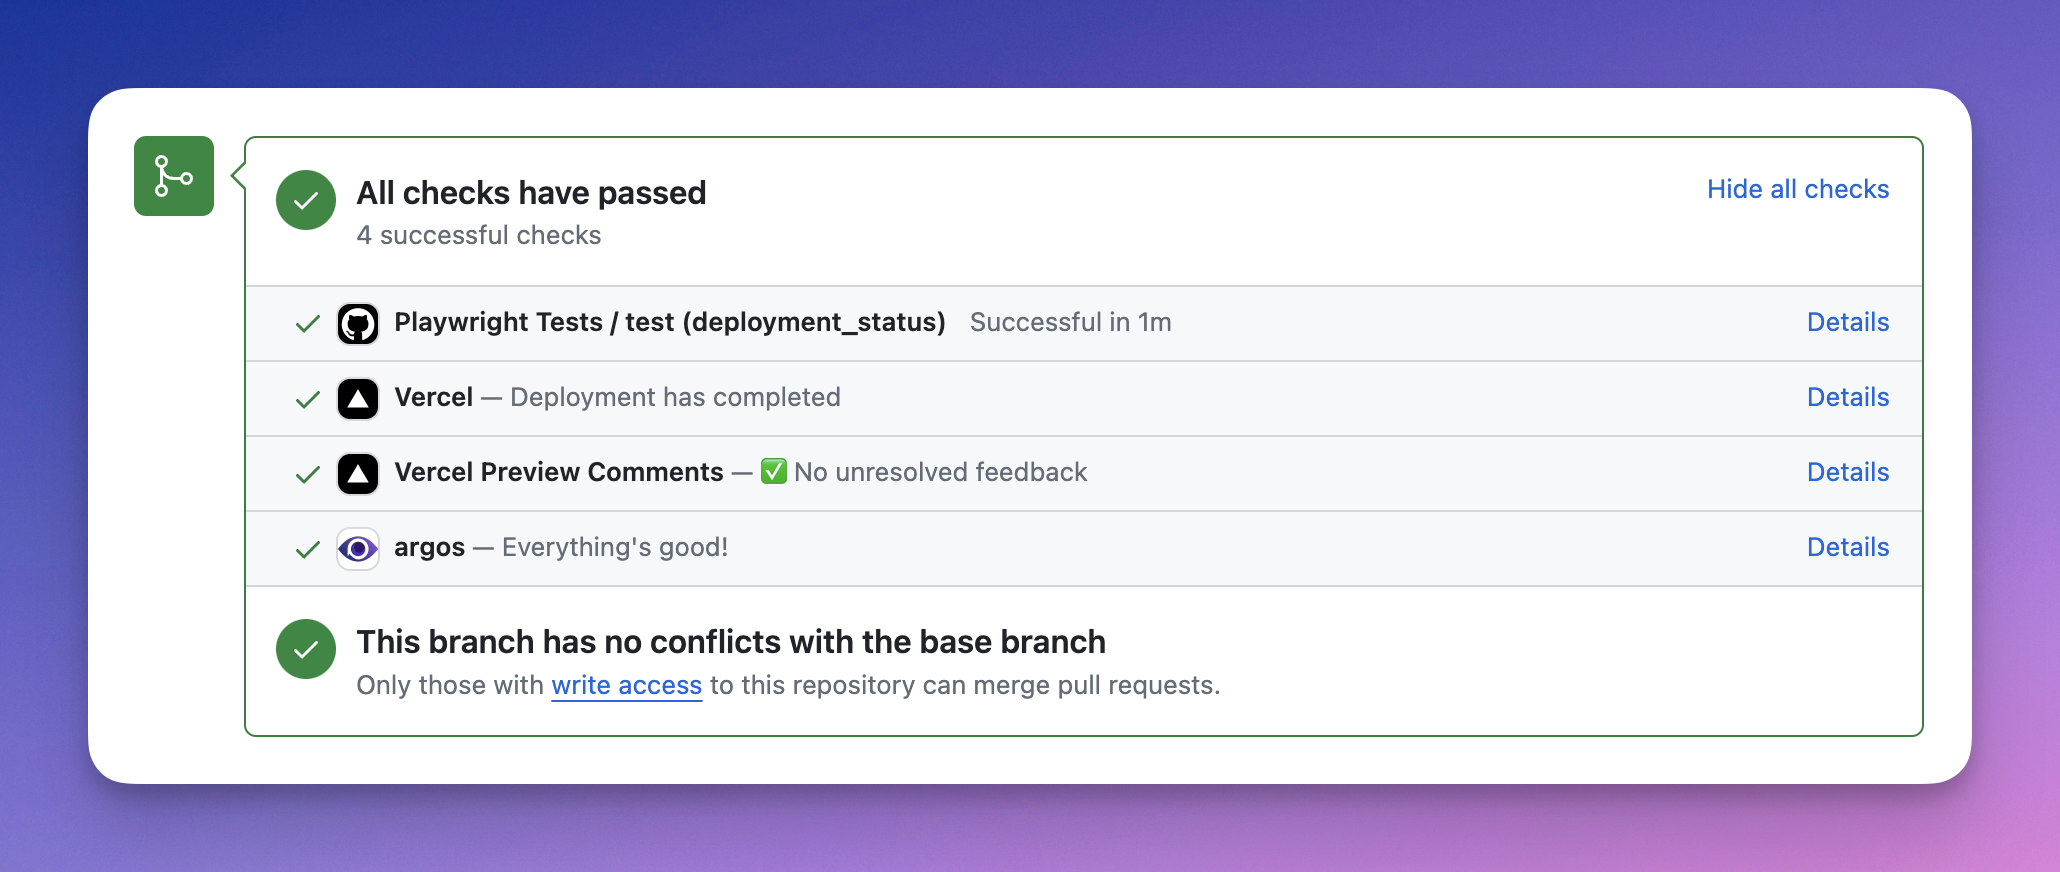 All checks have passed
Hide all checks
4 successful checks
Playwright Tests / test (deployment_status) Successful in 1m Details
Vercel — Deployment has completed Details
Vercel Preview Comments — ✅ No unresolved feedback Details
argos — Everything's good! Details
This branch has no conflicts with the base branch
Only those with write access to this repository can merge pull requests.